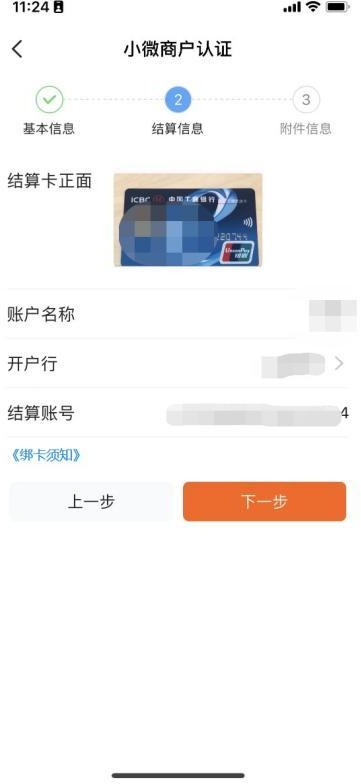 11:24
小微商户认证
2
3
基本信息
结算信息
附件信息
结算卡正面
ICBC 中国工商银行
UnionPay
银联
账户名称
开户行
结算账号
4
《绑卡须知》
上一步
下一步